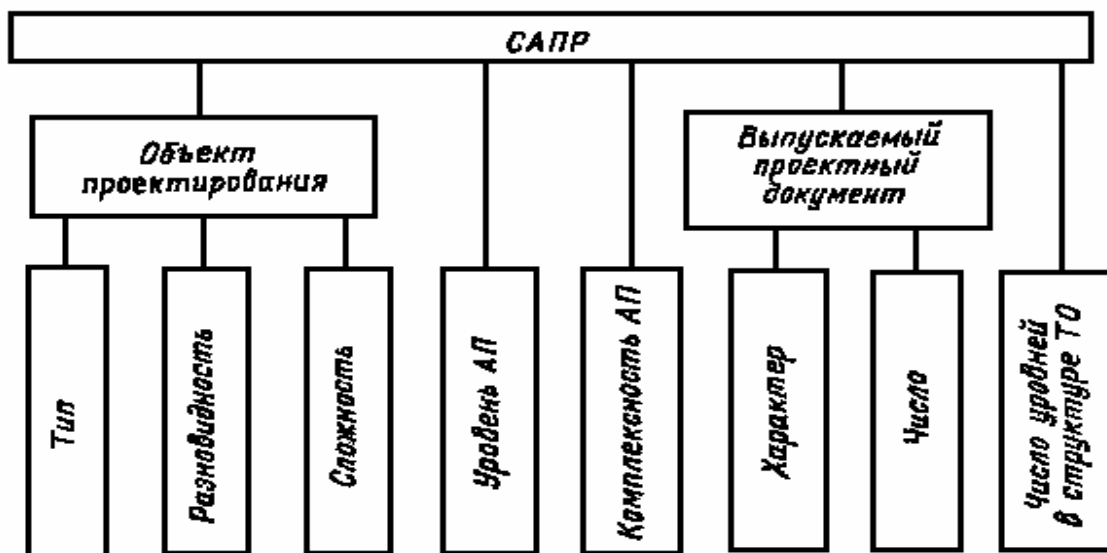 САПР
Объект
проектирования
Выпускаемый
проектный
документ
Тип
Разновидность
Сложность
Уровень АП
Комплексность АП
Характер
Число
Число уровней
в структуре ТО